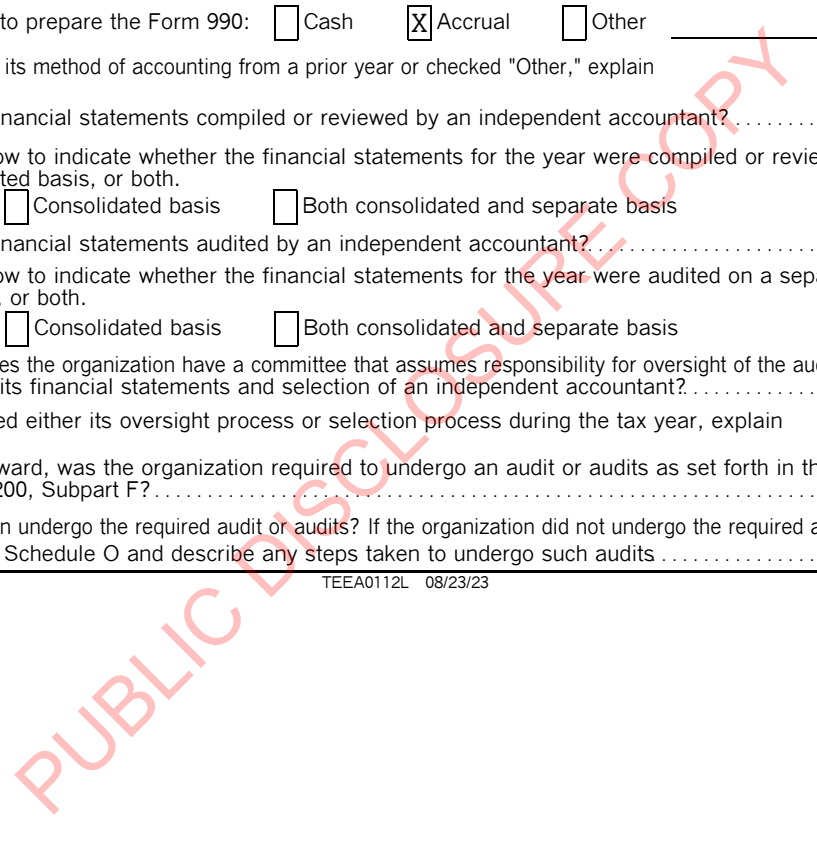 to prepare the Form 990: Cash X Accrual Other
its method of accounting from a prior year or checked "Other," explain
nancial statements compiled or reviewed by an independent accountant? . . . . . . . .
ow to indicate whether the financial statements for the year were compiled or revie
ted basis, or both.
Consolidated basis Both consolidated and separate basis
nancial statements audited by an independent accountant?. . . . . . . . . . . . . . . . . . . . .
ow to indicate whether the financial statements for the year were audited on a sepa
, or both.
Consolidated basis Both consolidated and separate basis
es the organization have a committee that assumes responsibility for oversight of the aud
its financial statements and selection of an independent accountant?. . . . . . . . . . . .
ed either its oversight process or selection process during the tax year, explain
ward, was the organization required to undergo an audit or audits as set forth in th
200, Subpart F? . . . . . . . . . . . . . . . . . . . . . . . . . . . . . . . . . . . . . . . . . . . . . . . . . . . . . . . . . . .
n undergo the required audit or audits? If the organization did not undergo the required a
Schedule O and describe any steps taken to undergo such audits. . . . . . . . . . . . . . .
TEEA0112L 08/23/23
PUBLIC DISCLOSURE COPY